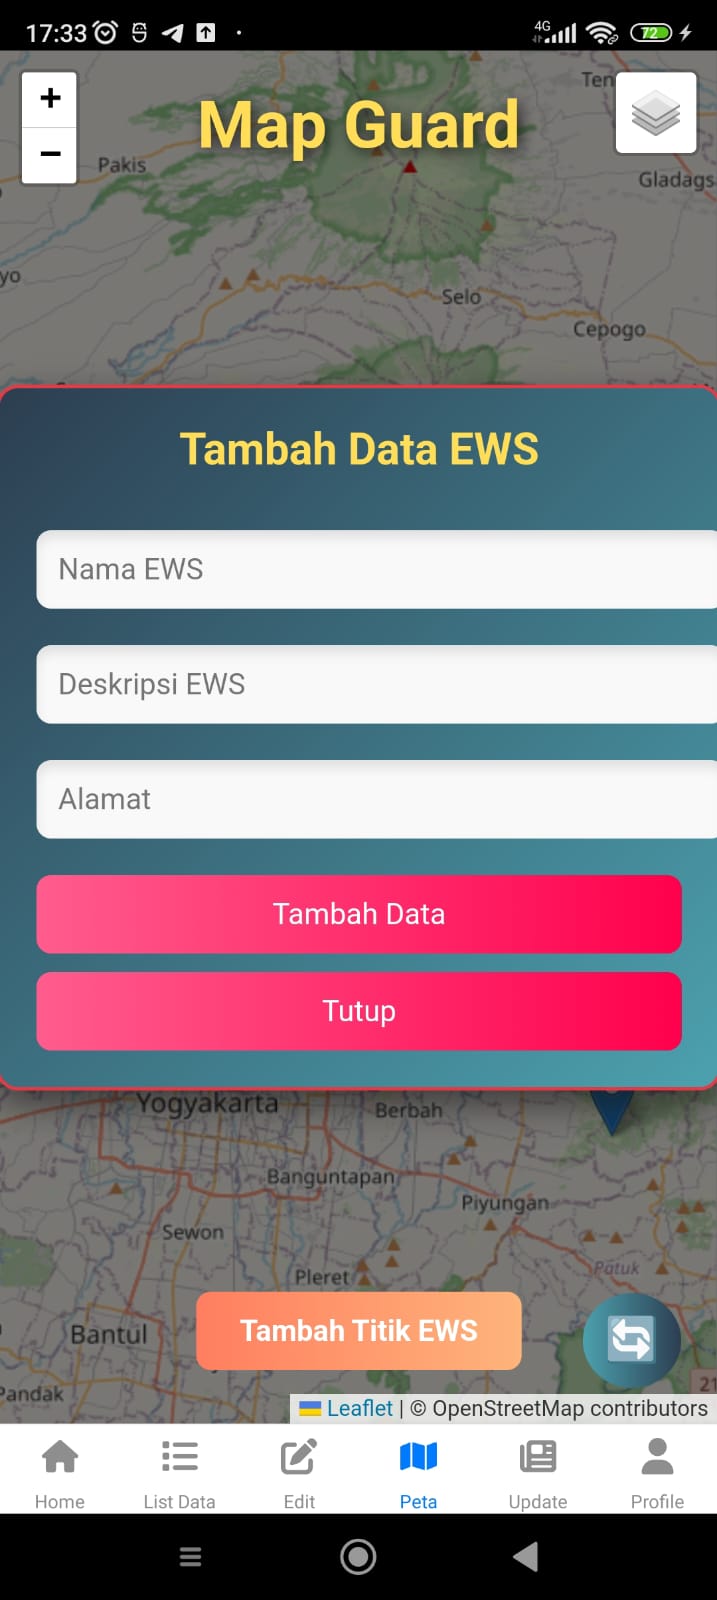 17:33
4G
72
+
Map Guard
Ten
−
Pakis
Gladags
yo
Selo
Cepogo
Tambah Data EWS
Nama EWS
Deskripsi EWS
Alamat
Tambah Data
Tutup
Yogyakarta
Berbah
Banguntapan
Piyungan
Sewon
Pleret
Patuk
Tambah Titik EWS
Bantul
Pandak
21
Leaflet | © OpenStreetMap contributors
Home List Data Edit Peta Update Profile